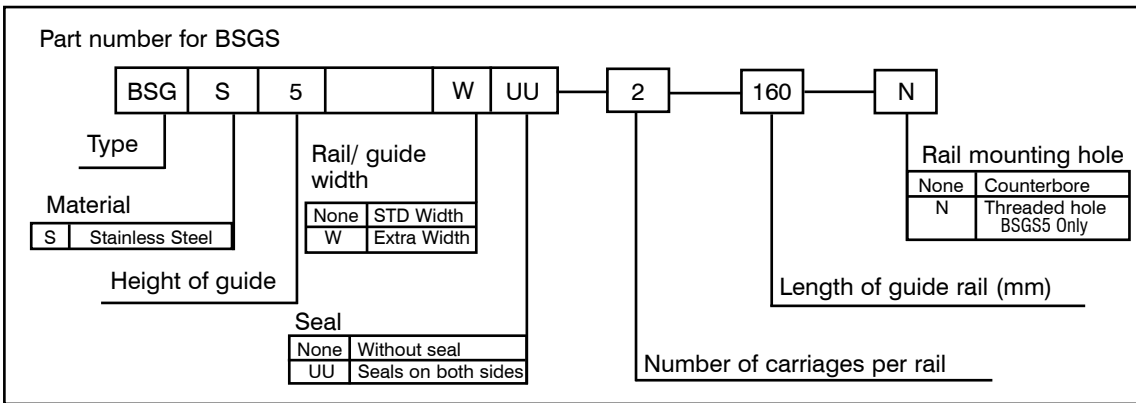 Part number for BSGS
BSG S 5 W UU 2 160 N
Type
Rail/ guide
width
Rail mounting hole
None Counterbore
N Threaded hole
BSGS5 Only
Material
S Stainless Steel
None STD Width
W Extra Width
Height of guide
Length of guide rail (mm)
Seal
None Without seal
UU Seals on both sides
Number of carriages per rail